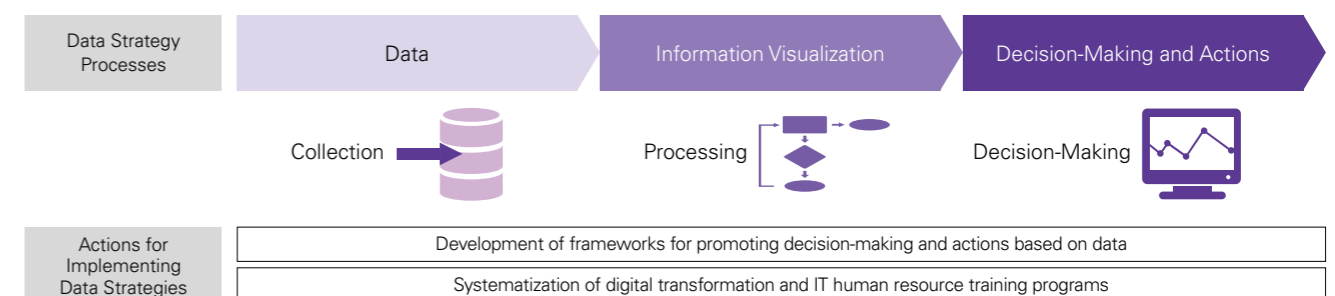 Data Strategy
Processes
Data
Information Visualization
Decision-Making and Actions
Collection
Processing
Decision-Making
Actions for
Implementing
Data Strategies
Development of frameworks for promoting decision-making and actions based on data
Systematization of digital transformation and IT human resource training programs